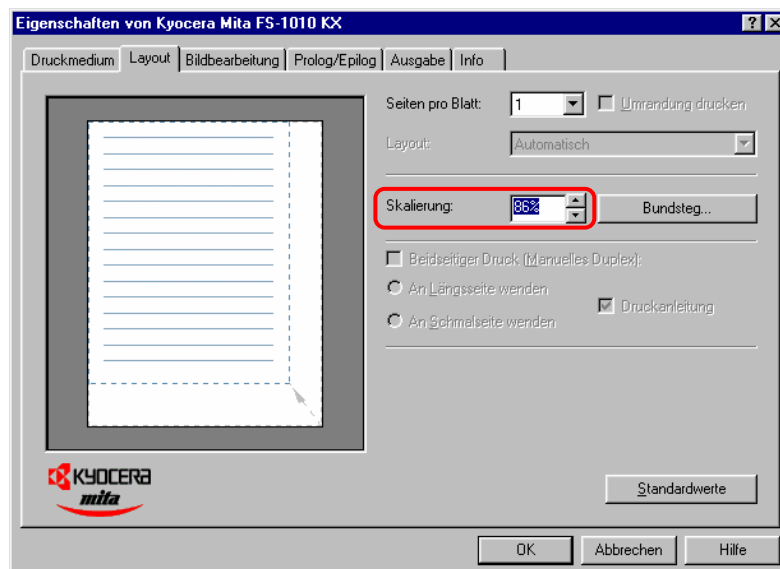 Eigenschaften von Kyocera Mita FS-1010 KX
Druckmedium Layout Bildbearbeitung Prolog/Epilog Ausgabe Info
Seiten pro Blatt: 1 Umrandung drucken
Layout: Automatisch
Skalierung: 86% Bundsteg...
Beidseitiger Druck (Manuelles Duplex):
An Längsseite wenden
Druckanleitung
An Schmalseite wenden
KYOCERA
mita
Standardwerte
OK Abbrechen Hilfe